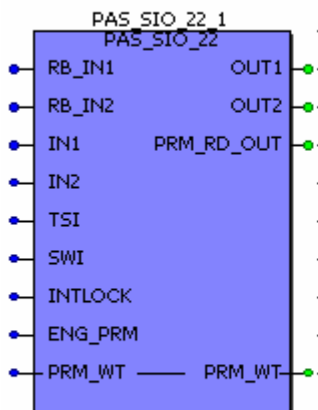 PAS_SIO_22_1
PAS_SIO_22
RB_IN1 OUT1
RB_IN2 OUT2
IN1 PRM_RD_OUT
IN2
TSI
SWI
INTLOCK
ENG_PRM
PRM_WT PRM_WT